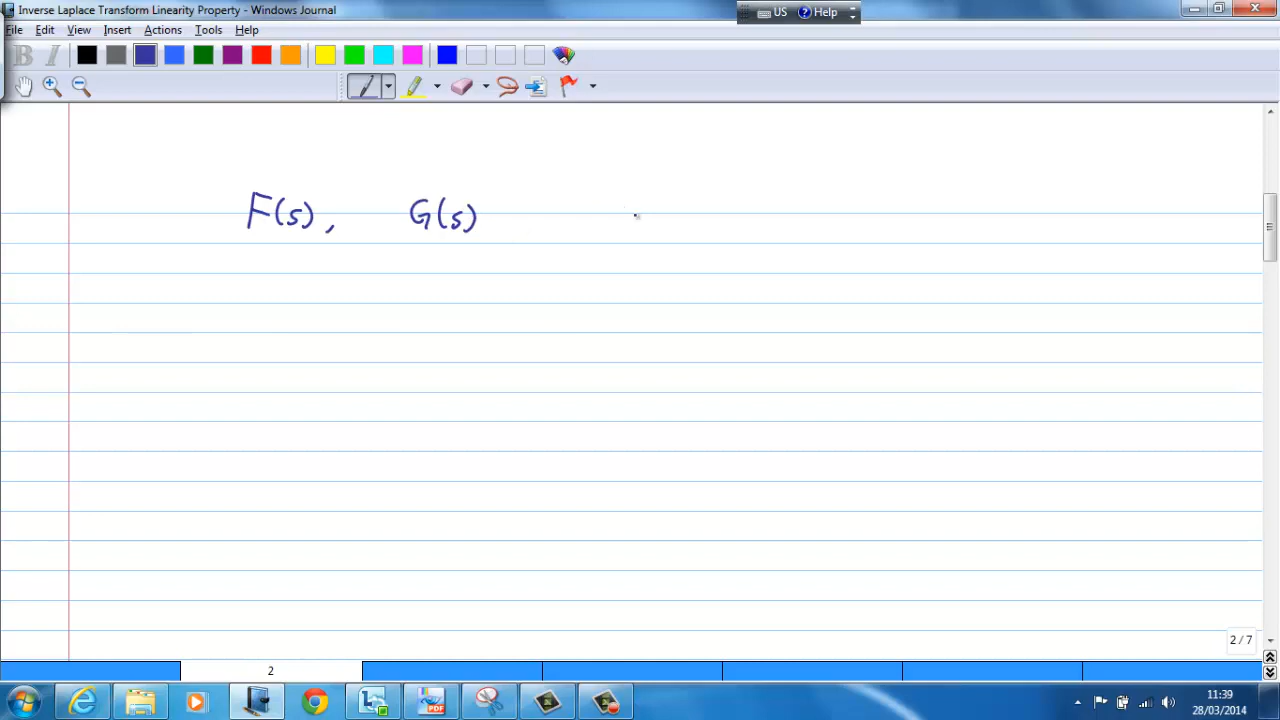 Inverse Laplace Transform Linearity Property - Windows Journal
US Help
File Edit View Insert Actions Tools Help
B I
F(s), G(s)
2 / 7
2
11:39
28/03/2014